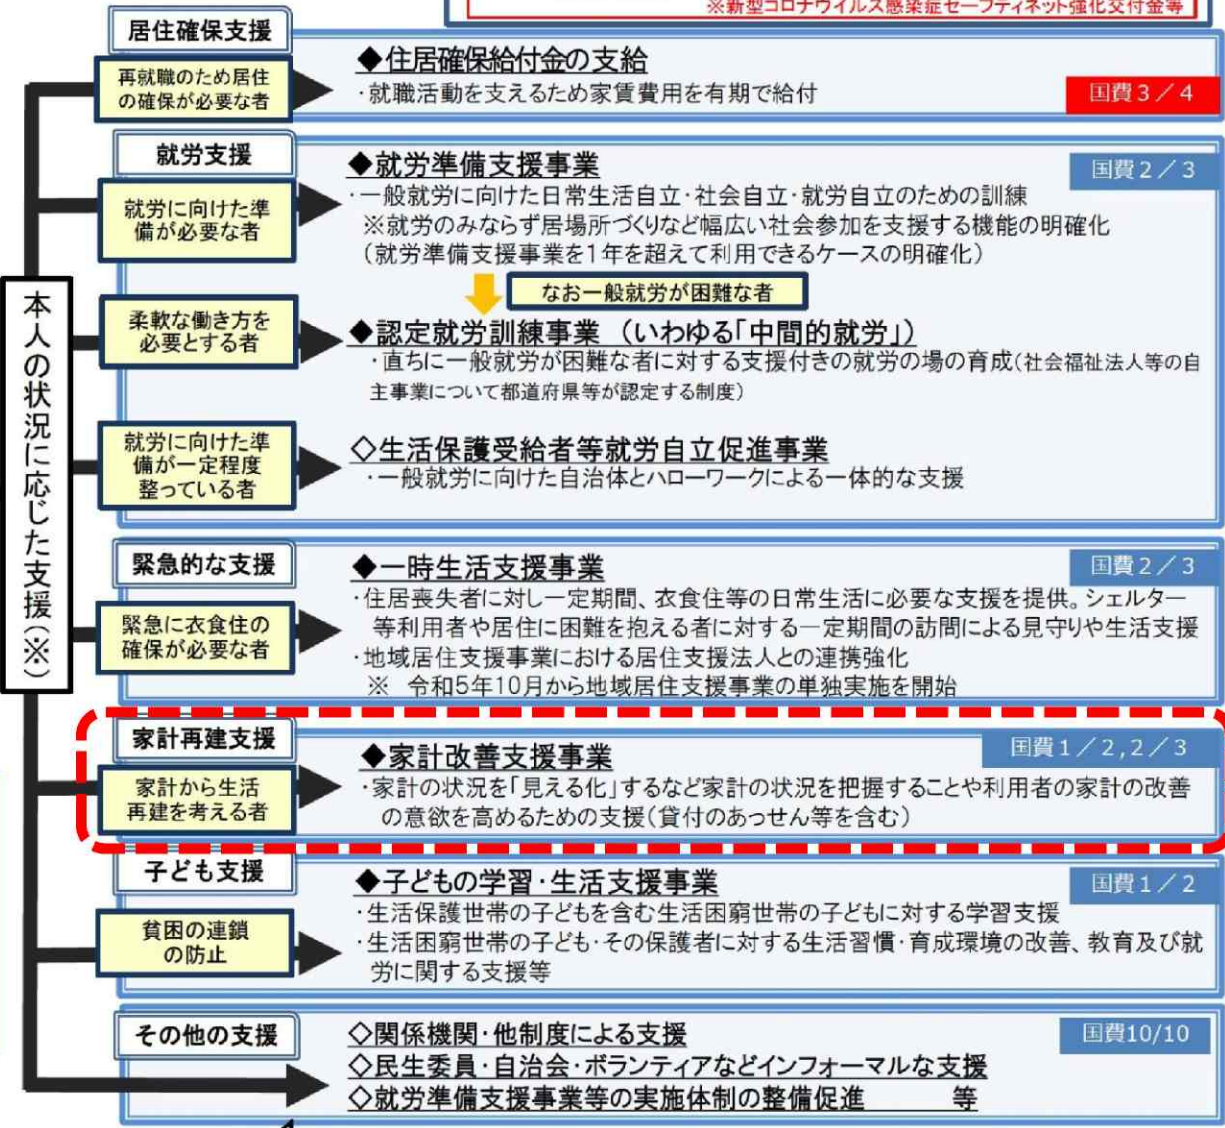 ※新型コロナウイルス感染症セーフティネット強化交付金等
居住確保支援
再就職のため居住
の確保が必要な者
◆住居確保給付金の支給
・就職活動を支えるため家賃費用を有期で給付
国費3／4
就労支援
就労に向けた準
備が必要な者
◆就労準備支援事業
国費2／3
・一般就労に向けた日常生活自立・社会自立・就労自立のための訓練
※就労のみならず居場所づくりなど幅広い社会参加を支援する機能の明確化
（就労準備支援事業を1年を超えて利用できるケースの明確化）
なお一般就労が困難な者
柔軟な働き方を
必要とする者
◆認定就労訓練事業（いわゆる「中間的就労」）
・直ちに一般就労が困難な者に対する支援付きの就労の場の育成（社会福祉法人等の自
主事業について都道府県等が認定する制度）
就労に向けた準
備が一定程度
整っている者
◇生活保護受給者等就労自立促進事業
・一般就労に向けた自治体とハローワークによる一体的な支援
本人の状況に応じた支援（※）
緊急的な支援
緊急に衣食住の
確保が必要な者
◆一時生活支援事業
国費2／3
・住居喪失者に対し一定期間、衣食住等の日常生活に必要な支援を提供。シェルター
等利用者や居住に困難を抱える者に対する一定期間の訪問による見守りや生活支援
・地域居住支援事業における居住支援法人との連携強化
※ 令和5年10月から地域居住支援事業の単独実施を開始
家計再建支援
家計から生活
再建を考える者
◆家計改善支援事業
国費1／2,2／3
・家計の状況を「見える化」するなど家計の状況を把握することや利用者の家計の改善
の意欲を高めるための支援（貸付のあっせん等を含む）
子ども支援
貧困の連鎖
の防止
◆子どもの学習・生活支援事業
国費1／2
・生活保護世帯の子どもを含む生活困窮世帯の子どもに対する学習支援
・生活困窮世帯の子ども・その保護者に対する生活習慣・育成環境の改善、教育及び就
労に関する支援等
その他の支援
◇関係機関・他制度による支援
国費10/10
◇民生委員・自治会・ボランティアなどインフォーマルな支援
◇就労準備支援事業等の実施体制の整備促進 等